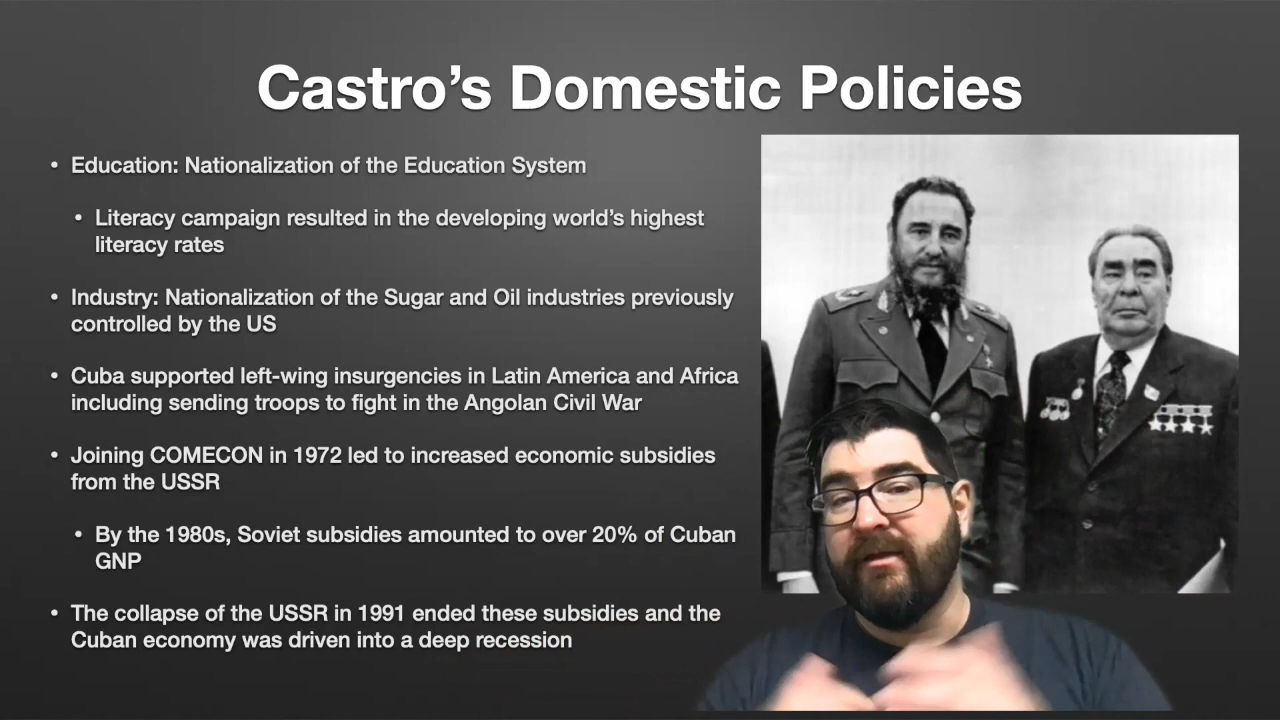 Castro’s Domestic Policies
• Education: Nationalization of the Education System
• Literacy campaign resulted in the developing world’s highest
literacy rates
• Industry: Nationalization of the Sugar and Oil industries previously
controlled by the US
• Cuba supported left-wing insurgencies in Latin America and Africa
including sending troops to fight in the Angolan Civil War
• Joining COMECON in 1972 led to increased economic subsidies
from the USSR
• By the 1980s, Soviet subsidies amounted to over 20% of Cuban
GNP
• The collapse of the USSR in 1991 ended these subsidies and the
Cuban economy was driven into a deep recession